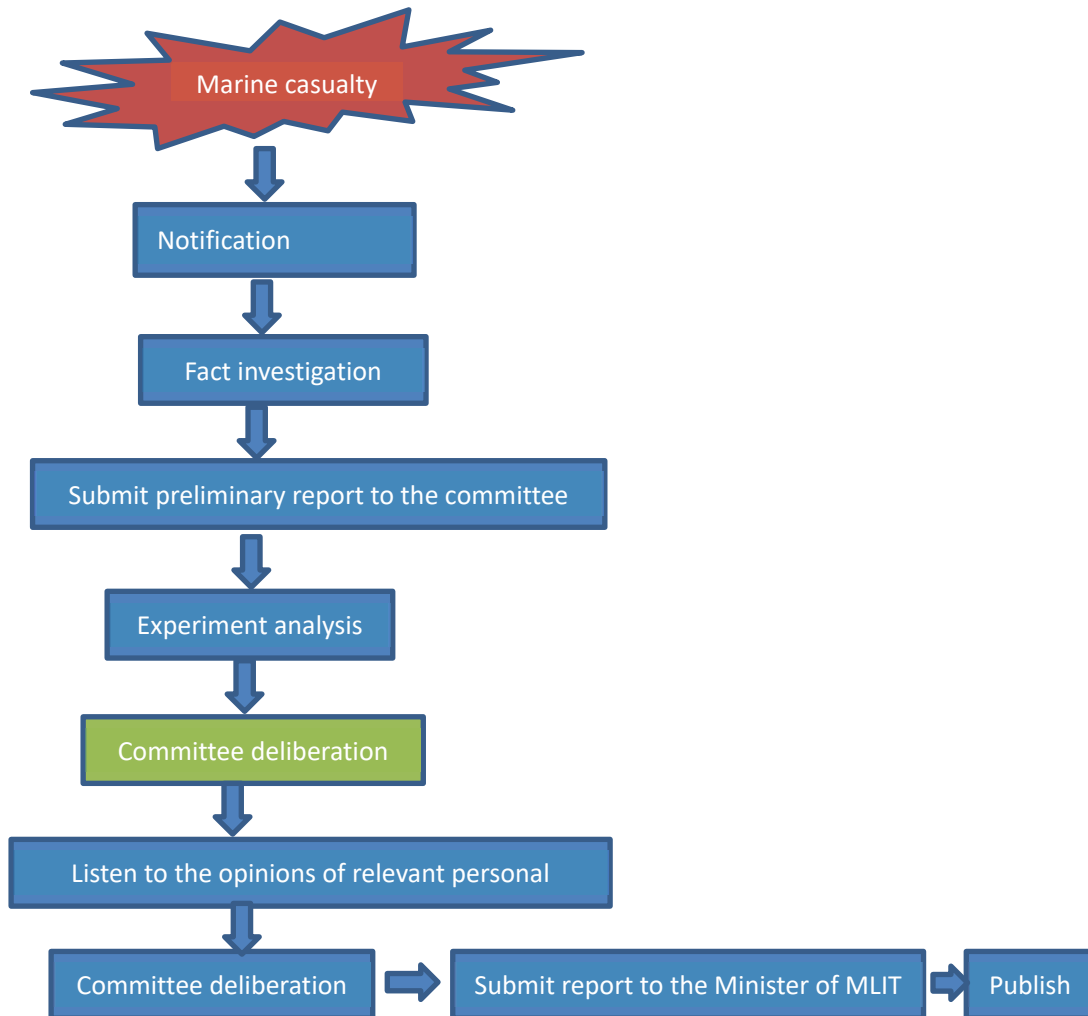 Marine casualty
Notification
Fact investigation
Submit preliminary report to the committee
Experiment analysis
Committee deliberation
Listen to the opinions of relevant personal
Committee deliberation
Submit report to the Minister of MLIT
Publish